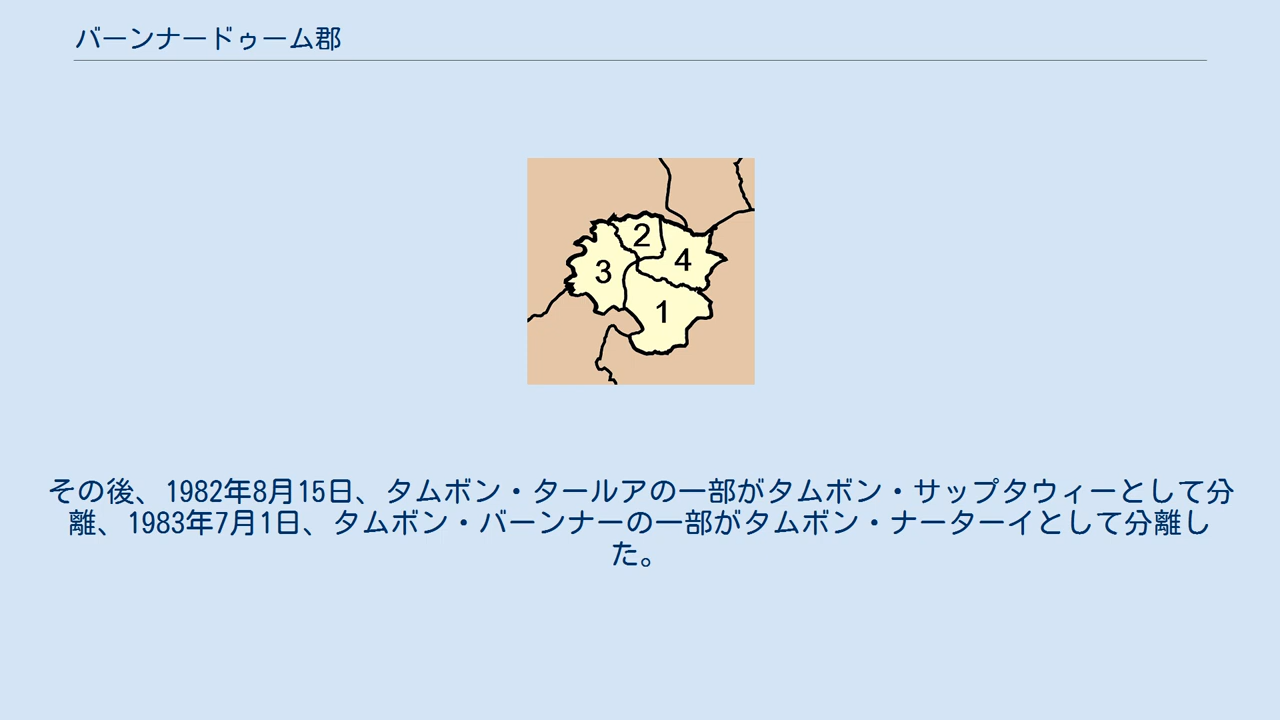 バーンナードゥーム郡
2
4
3
1
その後、1982年8月15日、タムボン・タールアの一部がタムボン・サップタウィーとして分
離、1983年7月1日、タムボン・バーンナーの一部がタムボン・ナーターイとして分離し
た。